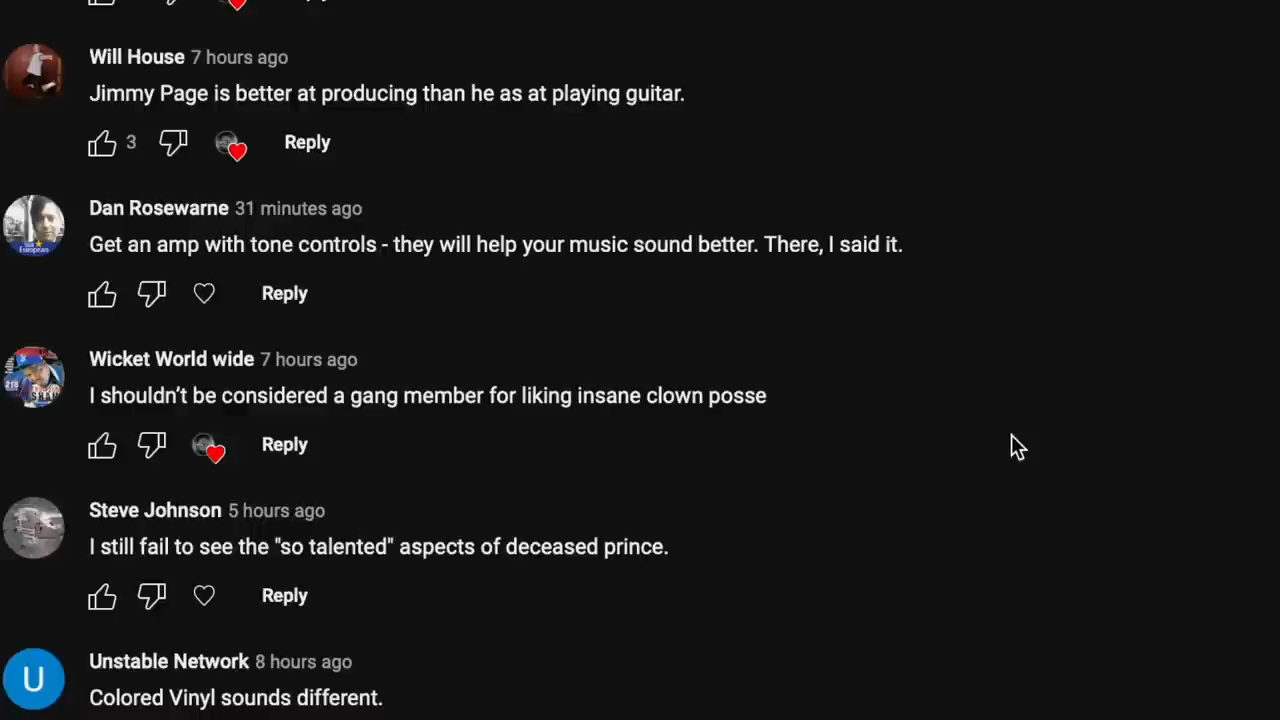 Will House 7 hours ago
Jimmy Page is better at producing than he as at playing guitar.
3 Reply
Dan Rosewarne 31 minutes ago
Get an amp with tone controls - they will help your music sound better. There, I said it.
Reply
Wicket World wide 7 hours ago
I shouldn’t be considered a gang member for liking insane clown posse
Reply
Steve Johnson 5 hours ago
I still fail to see the "so talented" aspects of deceased prince.
Reply
U
Unstable Network 8 hours ago
Colored Vinyl sounds different.